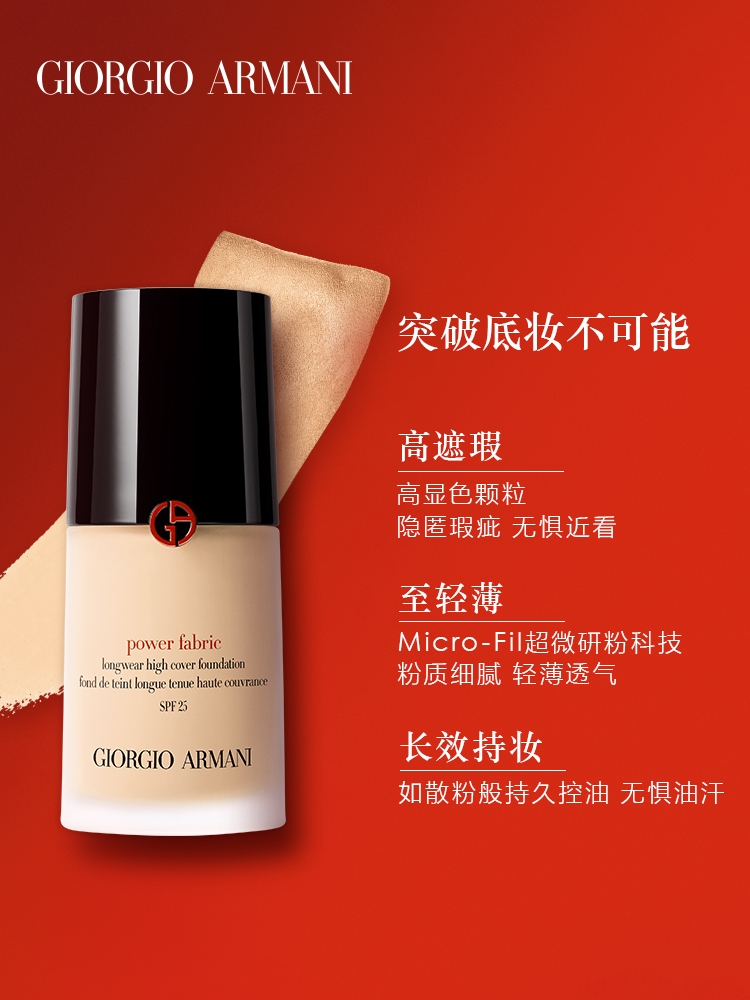 GIORGIO ARMANI
突破底妆不可能
高遮瑕
高显色颗粒
隐匿瑕疵 无惧近看
至轻薄
Micro-Fil超微研粉科技
粉质细腻 轻薄透气
长效持妆
如散粉般持久控油 无惧油汗
power fabric
longwear high cover foundation
fond de teint longue tenue haute couvrance
SPF 25
GIORGIO ARMANI